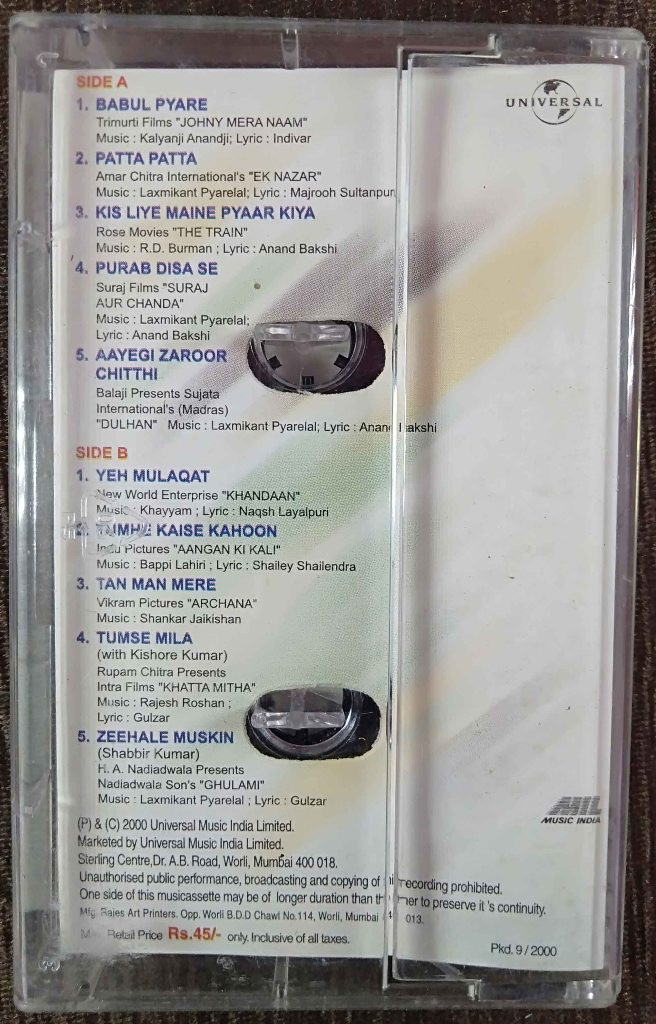 SIDE A
1. BABUL PYARE
Trimurti Films "JOHNY MERA NAAM"
Music : Kalyanji Anandji; Lyric : Indivar
2. PATTA PATTA
Amar Chitra International's "EK NAZAR"
Music : Laxmikant Pyarelal; Lyric : Majrooh Sultanpuri
3. KIS LIYE MAINE PYAAR KIYA
Rose Movies "THE TRAIN"
Music : R.D. Burman ; Lyric : Anand Bakshi
4. PURAB DISA SE
Suraj Films "SURAJ
AUR CHANDA"
Music : Laxmikant Pyarelal;
Lyric : Anand Bakshi
5. AAYEGI ZAROOR
CHITTHI
Balaji Presents Sujata
International's (Madras)
"DULHAN" Music : Laxmikant Pyarelal; Lyric : Anand Bakshi
SIDE B
1. YEH MULAQAT
New World Enterprise "KHANDAAN"
Music : Khayyam ; Lyric : Naqsh Layalpuri
2. TUMHE KAISE KAHOON
Indu Pictures "AANGAN KI KALI"
Music : Bappi Lahiri ; Lyric : Shailey Shailendra
3. TAN MAN MERE
Vikram Pictures "ARCHANA"
Music : Shankar Jaikishan
4. TUMSE MILA
(with Kishore Kumar)
Rupam Chitra Presents
Intra Films "KHATTA MITHA"
Music : Rajesh Roshan ;
Lyric : Gulzar
5. ZEEHALE MUSKIN
(Shabbir Kumar)
H. A. Nadiadwala Presents
Nadiadwala Son's "GHULAMI"
Music : Laxmikant Pyarelal ; Lyric : Gulzar
(P) & (C) 2000 Universal Music India Limited.
Marketed by Universal Music India Limited.
Sterling Centre,Dr. A.B. Road, Worli, Mumbai 400 018.
Unauthorised public performance, broadcasting and copying of recording prohibited.
One side of this musicassette may be of longer duration than to preserve it 's continuity.
Mfg. Rajes Art Printers. Opp. Worli B.D.D Chawl No.114, Worli, Mumbai 013.
Max. Retail Price Rs.45/- only. Inclusive of all taxes.
Pkd. 9 / 2000
UNIVERSAL
MIL
MUSIC INDIA